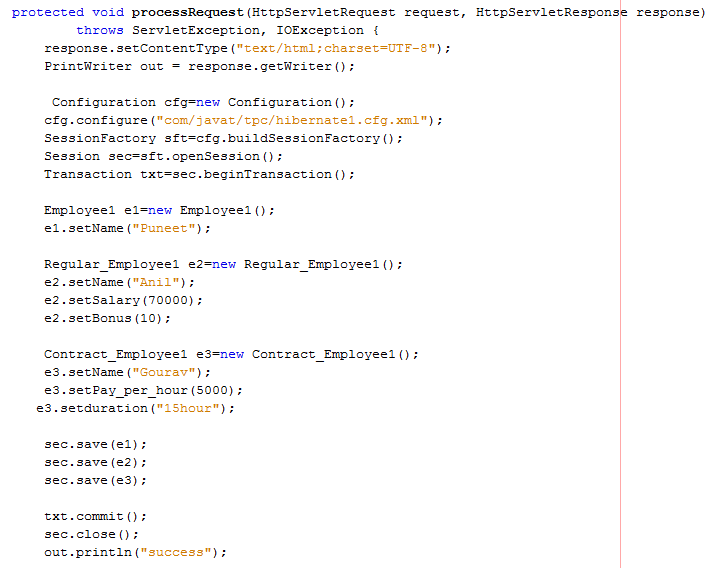 protected void processRequest(HttpServletRequest request, HttpServletResponse response)
        throws ServletException, IOException {
    response.setContentType("text/html;charset=UTF-8");
    PrintWriter out = response.getWriter();

     Configuration cfg=new Configuration();
    cfg.configure("com/javat/tpc/hibernate1.cfg.xml");
    SessionFactory sft=cfg.buildSessionFactory();
    Session sec=sft.openSession();
    Transaction txt=sec.beginTransaction();

    Employee1 e1=new Employee1();
    e1.setName("Puneet");

    Regular_Employee1 e2=new Regular_Employee1();
    e2.setName("Anil");
    e2.setSalary(70000);
    e2.setBonus(10);

    Contract_Employee1 e3=new Contract_Employee1();
    e3.setName("Gourav");
    e3.setPay_per_hour(5000);
   e3.setduration("15hour");

    sec.save(e1);
    sec.save(e2);
    sec.save(e3);

    txt.commit();
    sec.close();
    out.println("success");